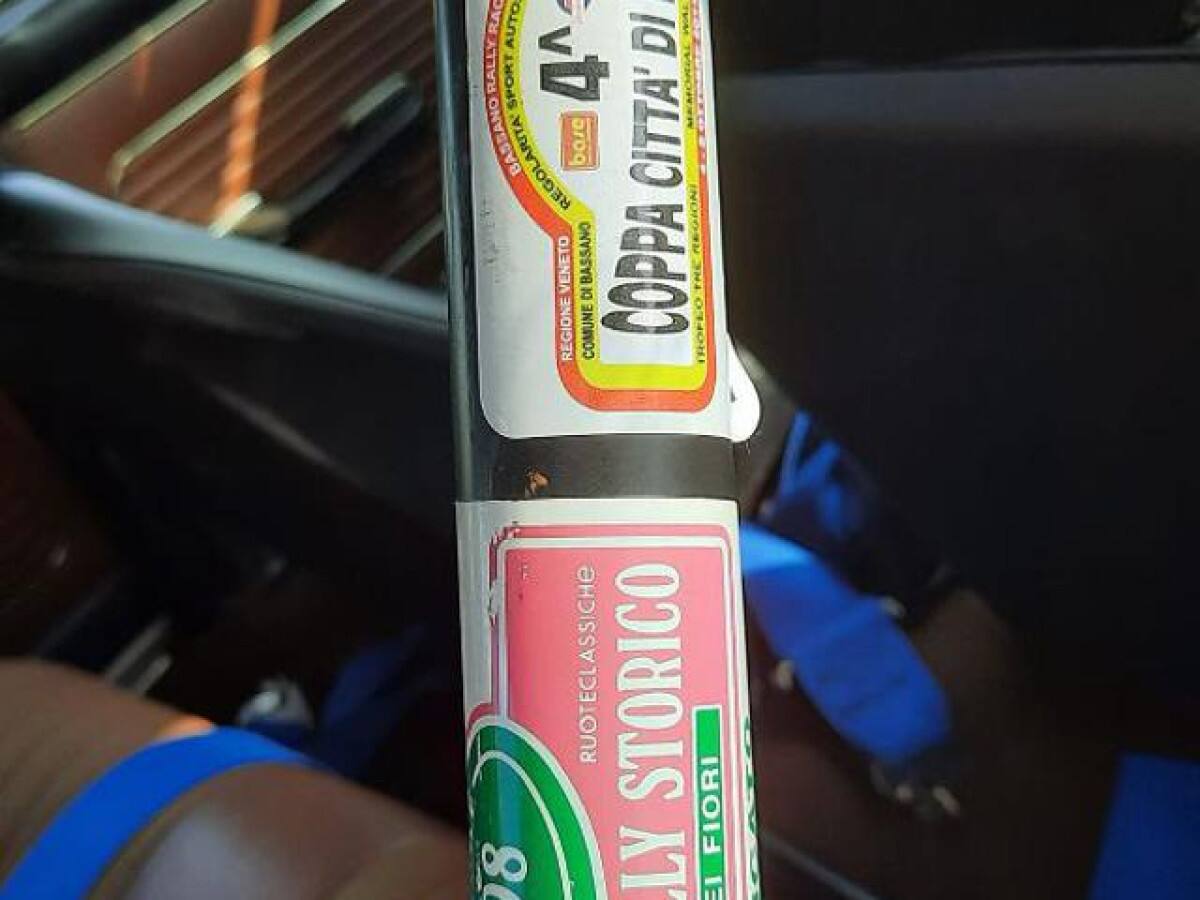 BASSANO RALLY RAC
REGOLARITA' SPORT AUTO
base
4^
REGIONE VENETO
COMUNE DI BASSANO
COPPA CITTA' DI
MEMORIAL
TROFEO TRE REGIONI
RUOTECLASSICHE
LLY STORICO
EI FIORI